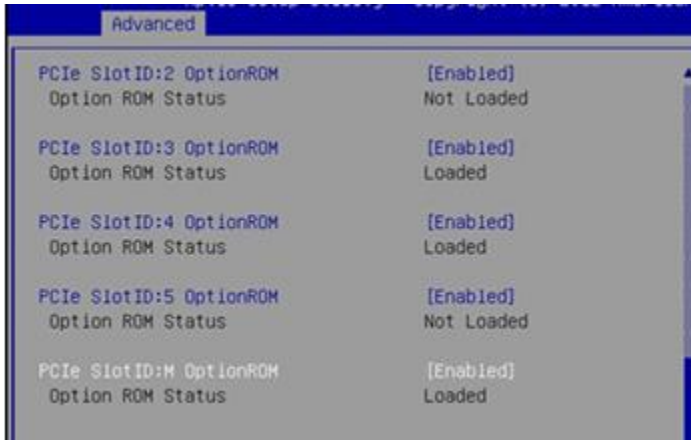 Advanced
PCIe SlotID:2 OptionROM [Enabled]
Option ROM Status Not Loaded
PCIe SlotID:3 OptionROM [Enabled]
Option ROM Status Loaded
PCIe SlotID:4 OptionROM [Enabled]
Option ROM Status Loaded
PCIe SlotID:5 OptionROM [Enabled]
Option ROM Status Not Loaded
PCIe SlotID:M OptionROM [Enabled]
Option ROM Status Loaded